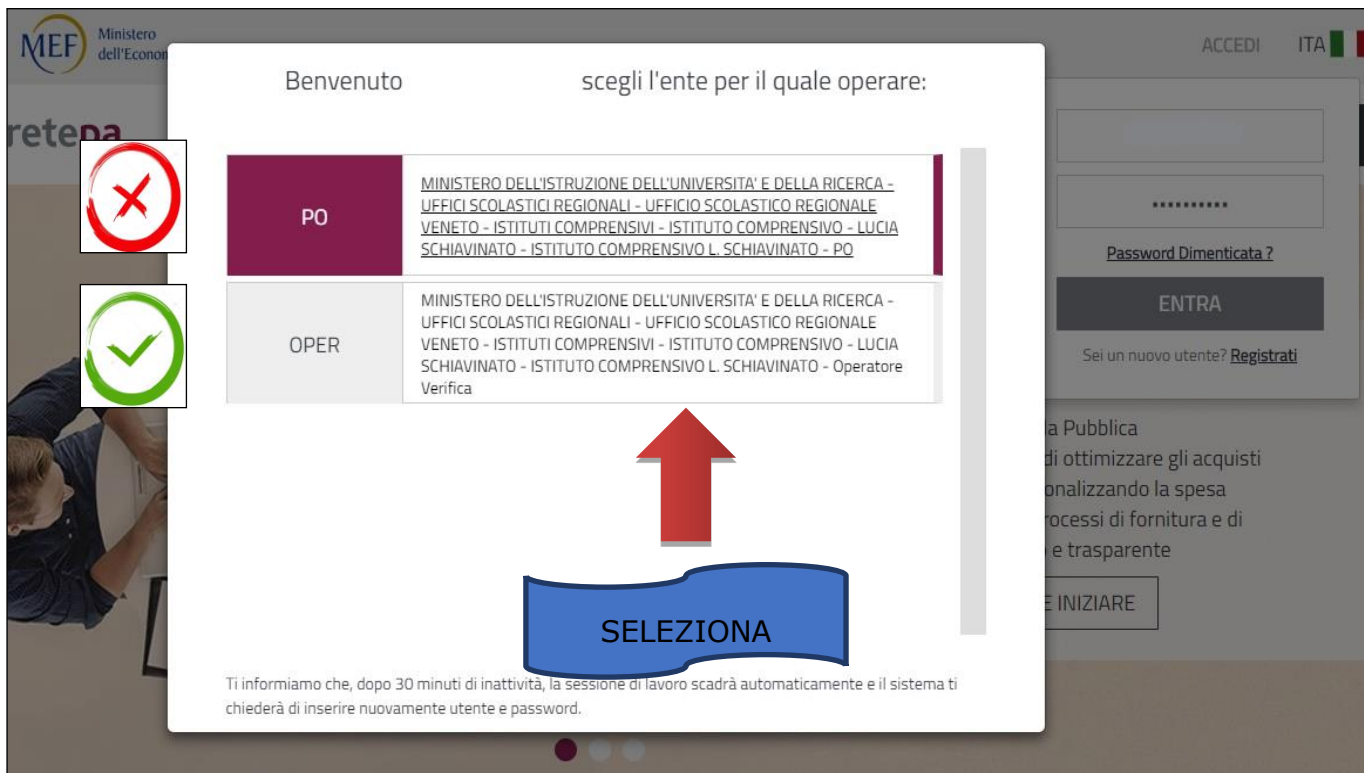 MEF
Ministero
dell'Econom
ACCEDI
ITA
retepa
Benvenuto
scegli l'ente per il quale operare:
PO
MINISTERO DELL'ISTRUZIONE DELL'UNIVERSITA' E DELLA RICERCA -
UFFICI SCOLASTICI REGIONALI - UFFICIO SCOLASTICO REGIONALE
VENETO - ISTITUTI COMPRENSIVI - ISTITUTO COMPRENSIVO - LUCIA
SCHIAVINATO - ISTITUTO COMPRENSIVO L. SCHIAVINATO - PO
OPER
MINISTERO DELL'ISTRUZIONE DELL'UNIVERSITA' E DELLA RICERCA -
UFFICI SCOLASTICI REGIONALI - UFFICIO SCOLASTICO REGIONALE
VENETO - ISTITUTI COMPRENSIVI - ISTITUTO COMPRENSIVO - LUCIA
SCHIAVINATO - ISTITUTO COMPRENSIVO L. SCHIAVINATO - Operatore
Verifica
SELEZIONA
Ti informiamo che, dopo 30 minuti di inattività, la sessione di lavoro scadrà automaticamente e il sistema ti
chiederà di inserire nuovamente utente e password.
••••••••••
Password Dimenticata ?
ENTRA
Sei un nuovo utente? Registrati
la Pubblica
di ottimizzare gli acquisti
onalizzando la spesa
rocessi di fornitura e di
e trasparente
E INIZIARE